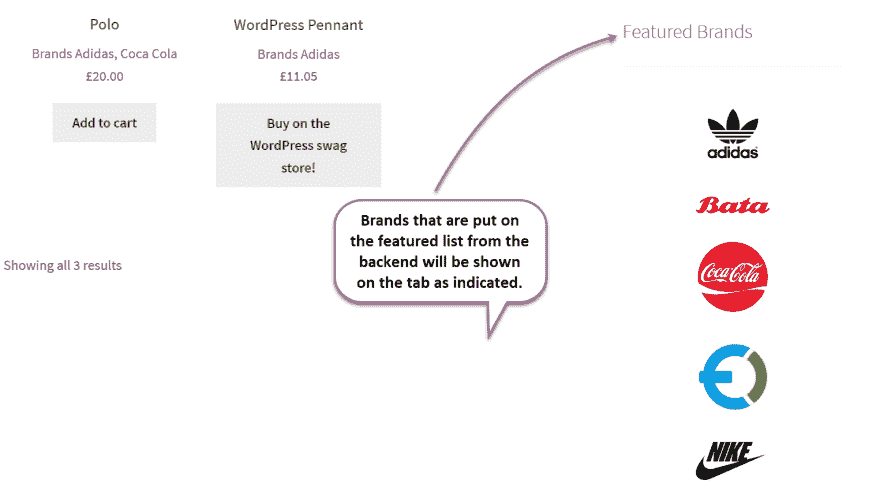 Polo
Brands Adidas, Coca Cola
£20.00
Add to cart
WordPress Pennant
Brands Adidas
£11.05
Buy on the
WordPress swag
store!
Showing all 3 results
Brands that are put on
the featured list from the
backend will be shown
on the tab as indicated.
Featured Brands
adidas
Bata
Coca-Cola
NIKE